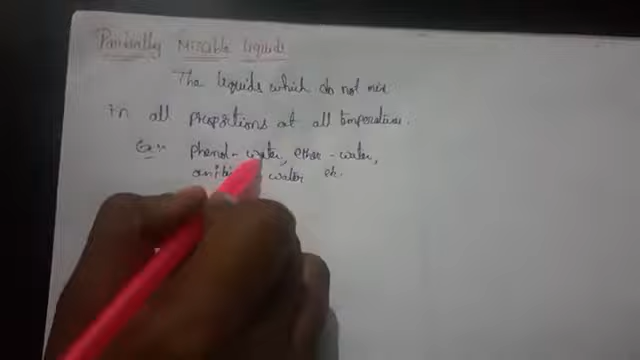 Partially Miscible Liquids
The liquids which do not mix
in all proportions at all temperature.
Ex:- phenol - water, ether - water,
- water etc.